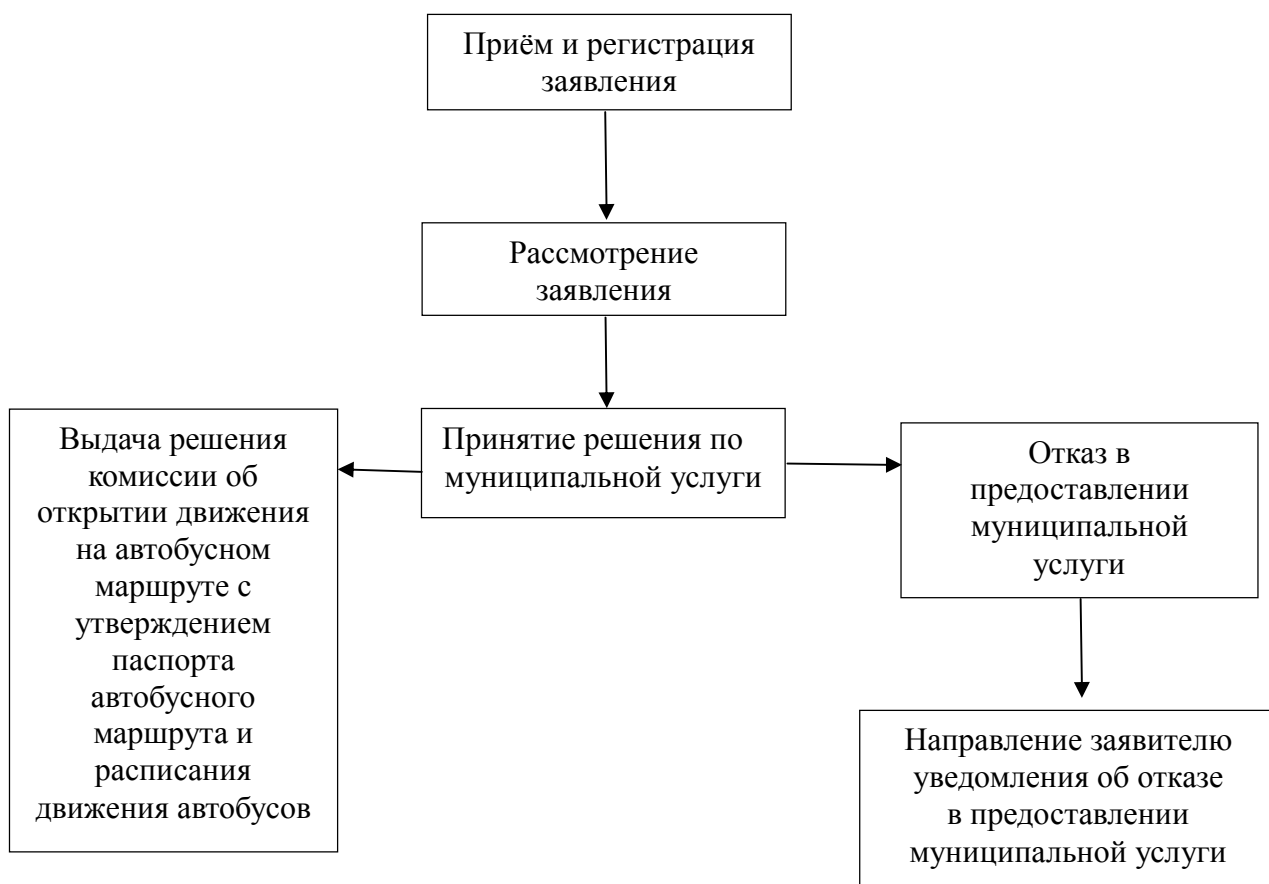 Приём и регистрация
заявления
Рассмотрение
заявления
Принятие решения по
муниципальной услуги
Выдача решения
комиссии об
открытии движения
на автобусном
маршруте с
утверждением
паспорта
автобусного
маршрута и
расписания
движения автобусов
Отказ в
предоставлении
муниципальной
услуги
Направление заявителю
уведомления об отказе
в предоставлении
муниципальной услуги